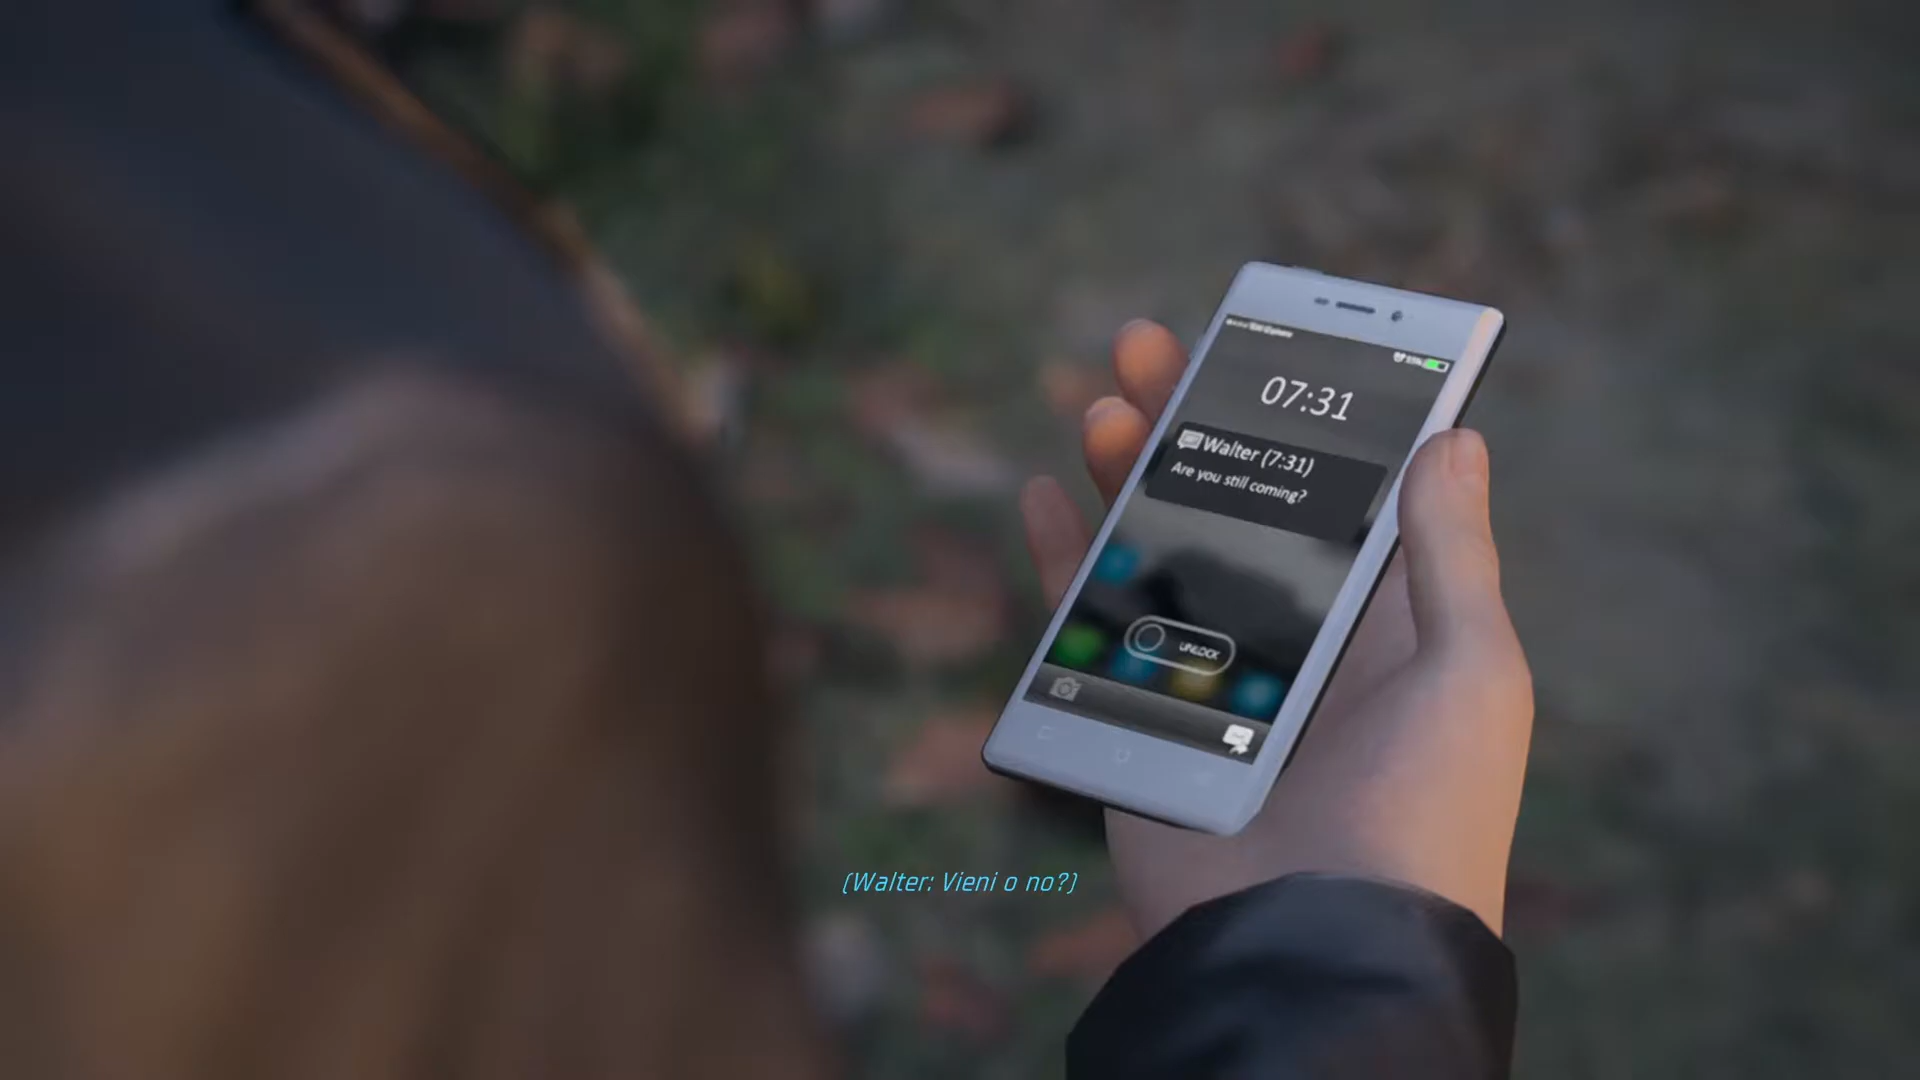 07:31
Walter (7:31)
Are you still coming?
UNLOCK
(Walter: Vieni o no?)